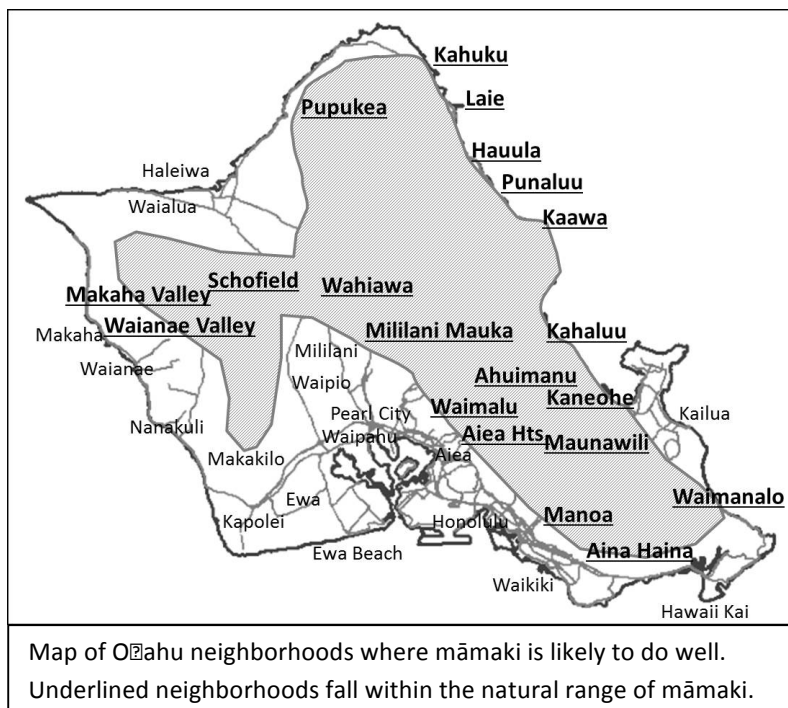 Kahuku
Laie
Pupukea
Hauula
Haleiwa
Punaluu
Waialua
Kaawa
Schofield
Wahiawa
Makaha Valley
Makaha
Waianae Valley
Mililani Mauka
Kahaluu
Mililani
Waianae
Waipio
Ahuimanu
Kaneohe
Kailua
Pearl City
Waimalu
Nanakuli
Waipahu
Aiea Hts
Maunawili
Makakilo
Aiea
Ewa
Waimanalo
Kapolei
Honolulu
Manoa
Ewa Beach
Aina Haina
Waikiki
Hawaii Kai
Map of O�ahu neighborhoods where māmaki is likely to do well.
Underlined neighborhoods fall within the natural range of māmaki.